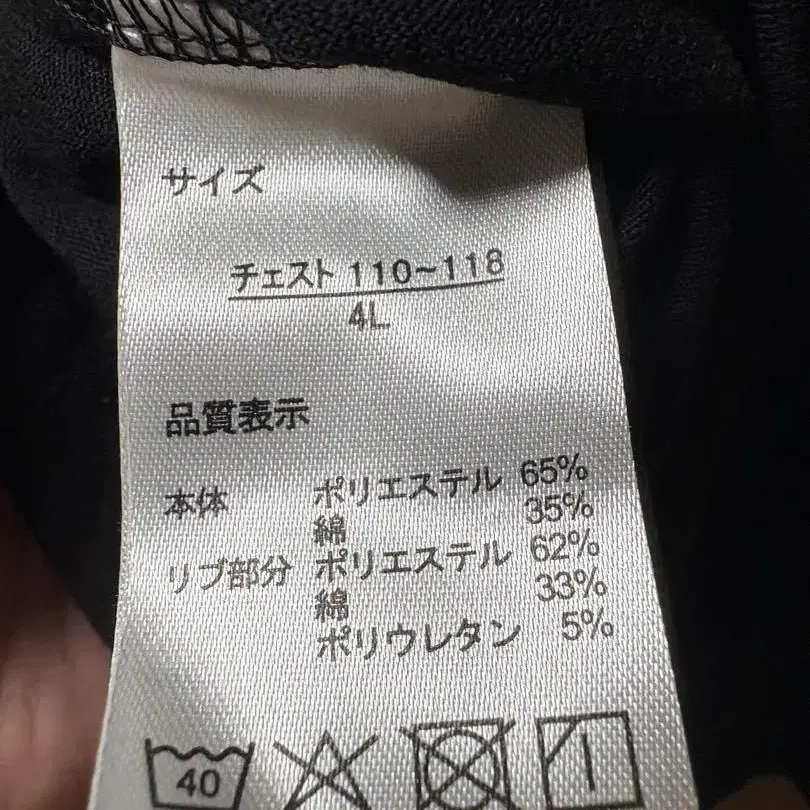 サイズ
チェスト 110~118
4L
品質表示
本体 ポリエステル 65%
綿 35%
リブ部分 ポリエステル 62%
綿 33%
ポリウレタン 5%
40